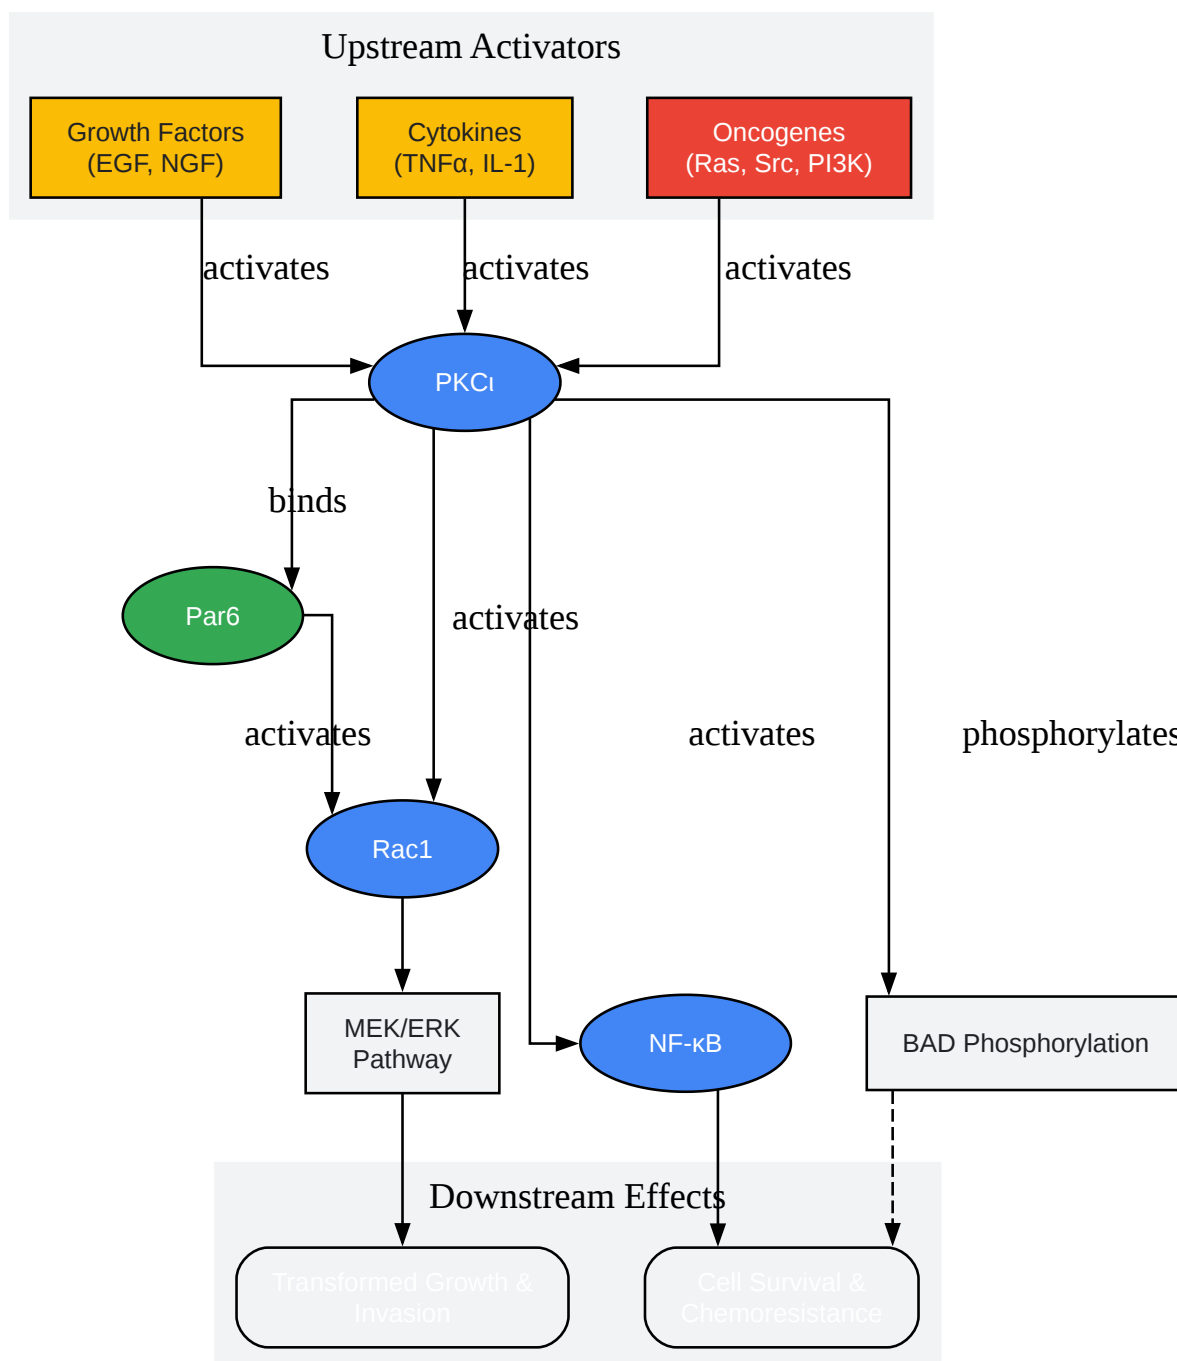 Upstream Activators
Growth Factors
(EGF, NGF)
Cytokines
(TNFα, IL-1)
Oncogenes
(Ras, Src, PI3K)
activates
activates
activates
PKCι
binds
Par6
activates
activates
activates
phosphorylates
Rac1
MEK/ERK
Pathway
NF-κB
BAD Phosphorylation
Downstream Effects
Transformed Growth &
Invasion
Cell Survival &
Chemoresistance